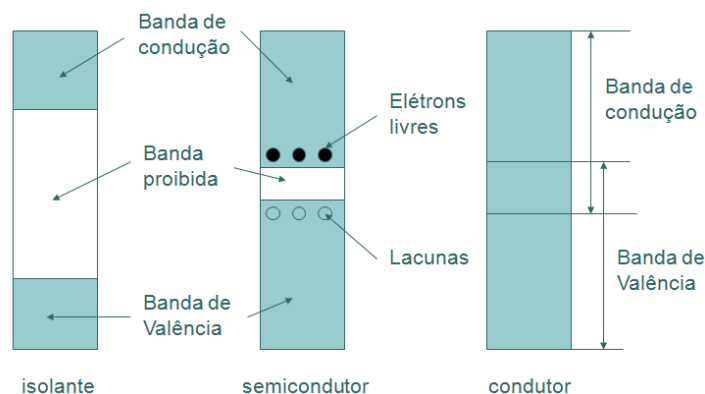 Banda de
condução
Elétrons
livres
Banda de
condução
Banda
proibida
Lacunas
Banda de
Valência
Banda de
Valência
isolante
semicondutor
condutor